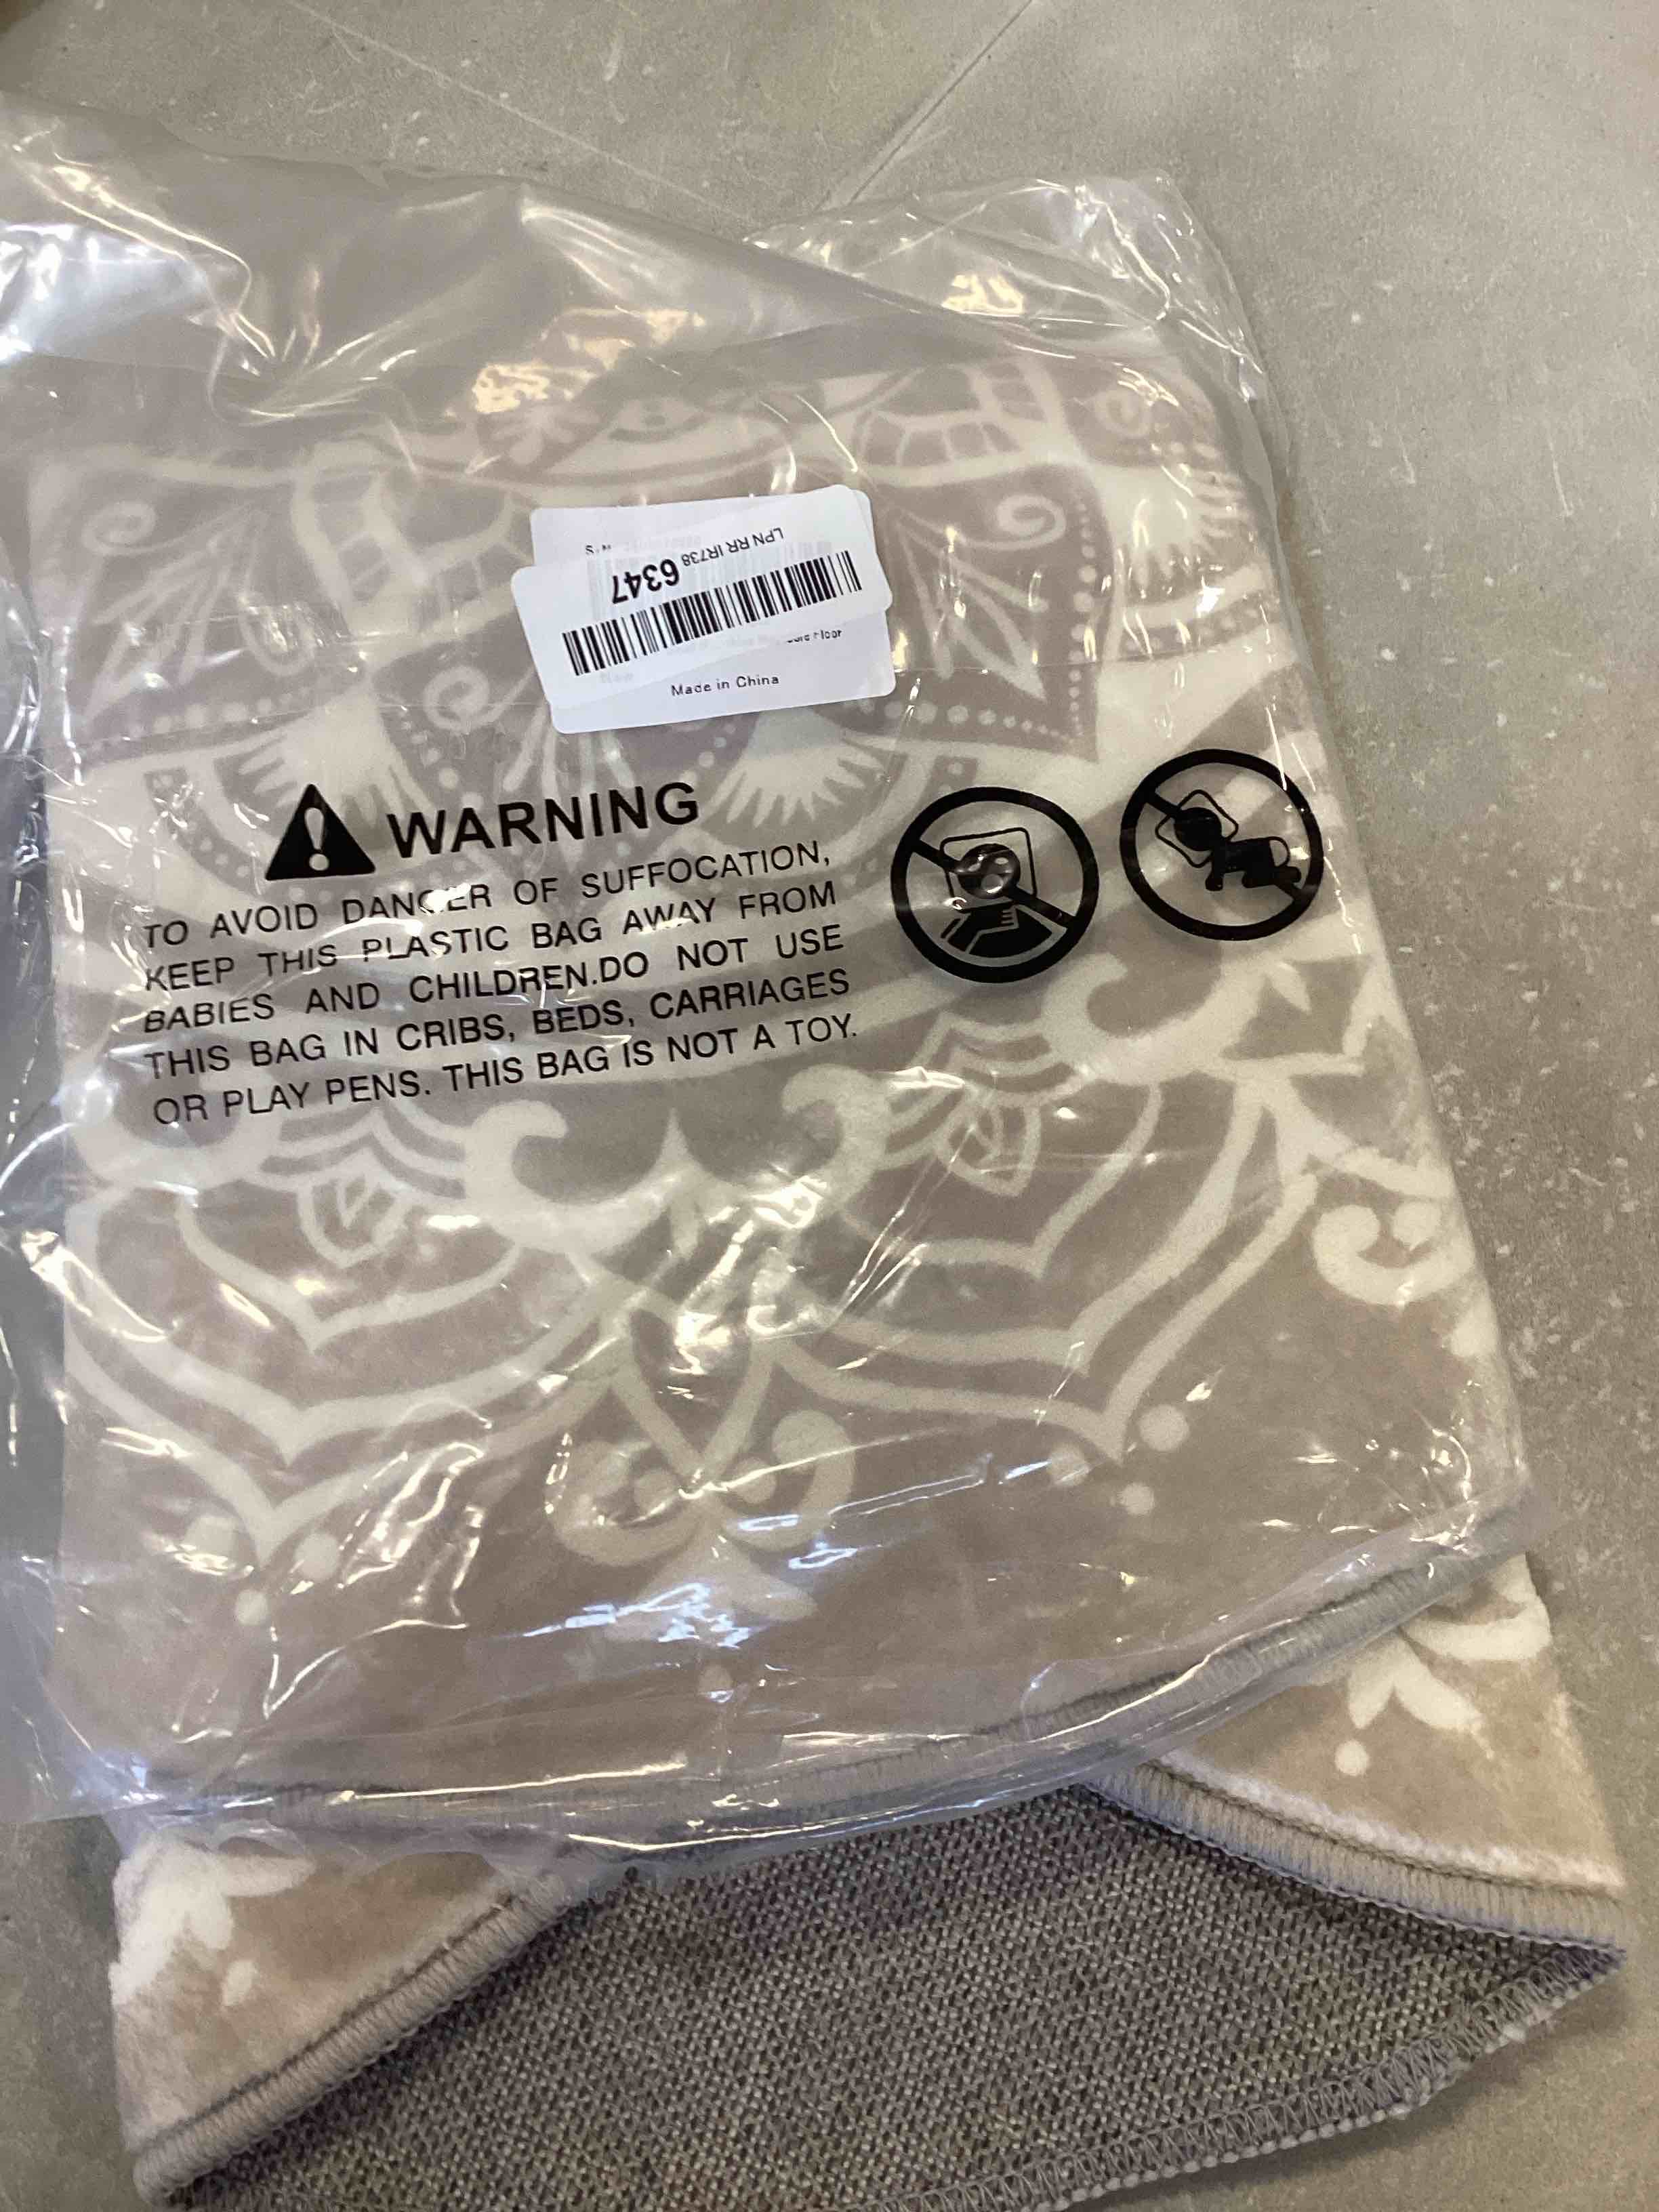 LPN RR IR738 6347
Floor
Made in China
WARNING
TO AVOID DANGER OF SUFFOCATION,
KEEP THIS PLASTIC BAG AWAY FROM
BABIES AND CHILDREN.DO NOT USE
THIS BAG IN CRIBS, BEDS, CARRIAGES
OR PLAY PENS. THIS BAG IS NOT A TOY.